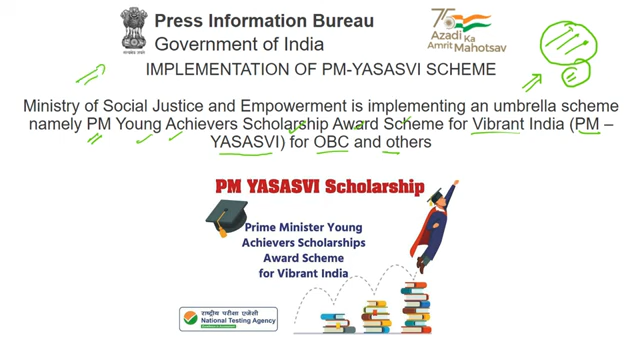 Press Information Bureau
Government of India
75
Azadi Ka
Amrit Mahotsav
IMPLEMENTATION OF PM-YASASVI SCHEME
Ministry of Social Justice and Empowerment is implementing an umbrella scheme
namely PM Young Achievers Scholarship Award Scheme for Vibrant India (PM –
YASASVI) for OBC and others
PM YASASVI Scholarship
Prime Minister Young
Achievers Scholarships
Award Scheme
for Vibrant India
राष्ट्रीय परीक्षा एजेंसी
National Testing Agency